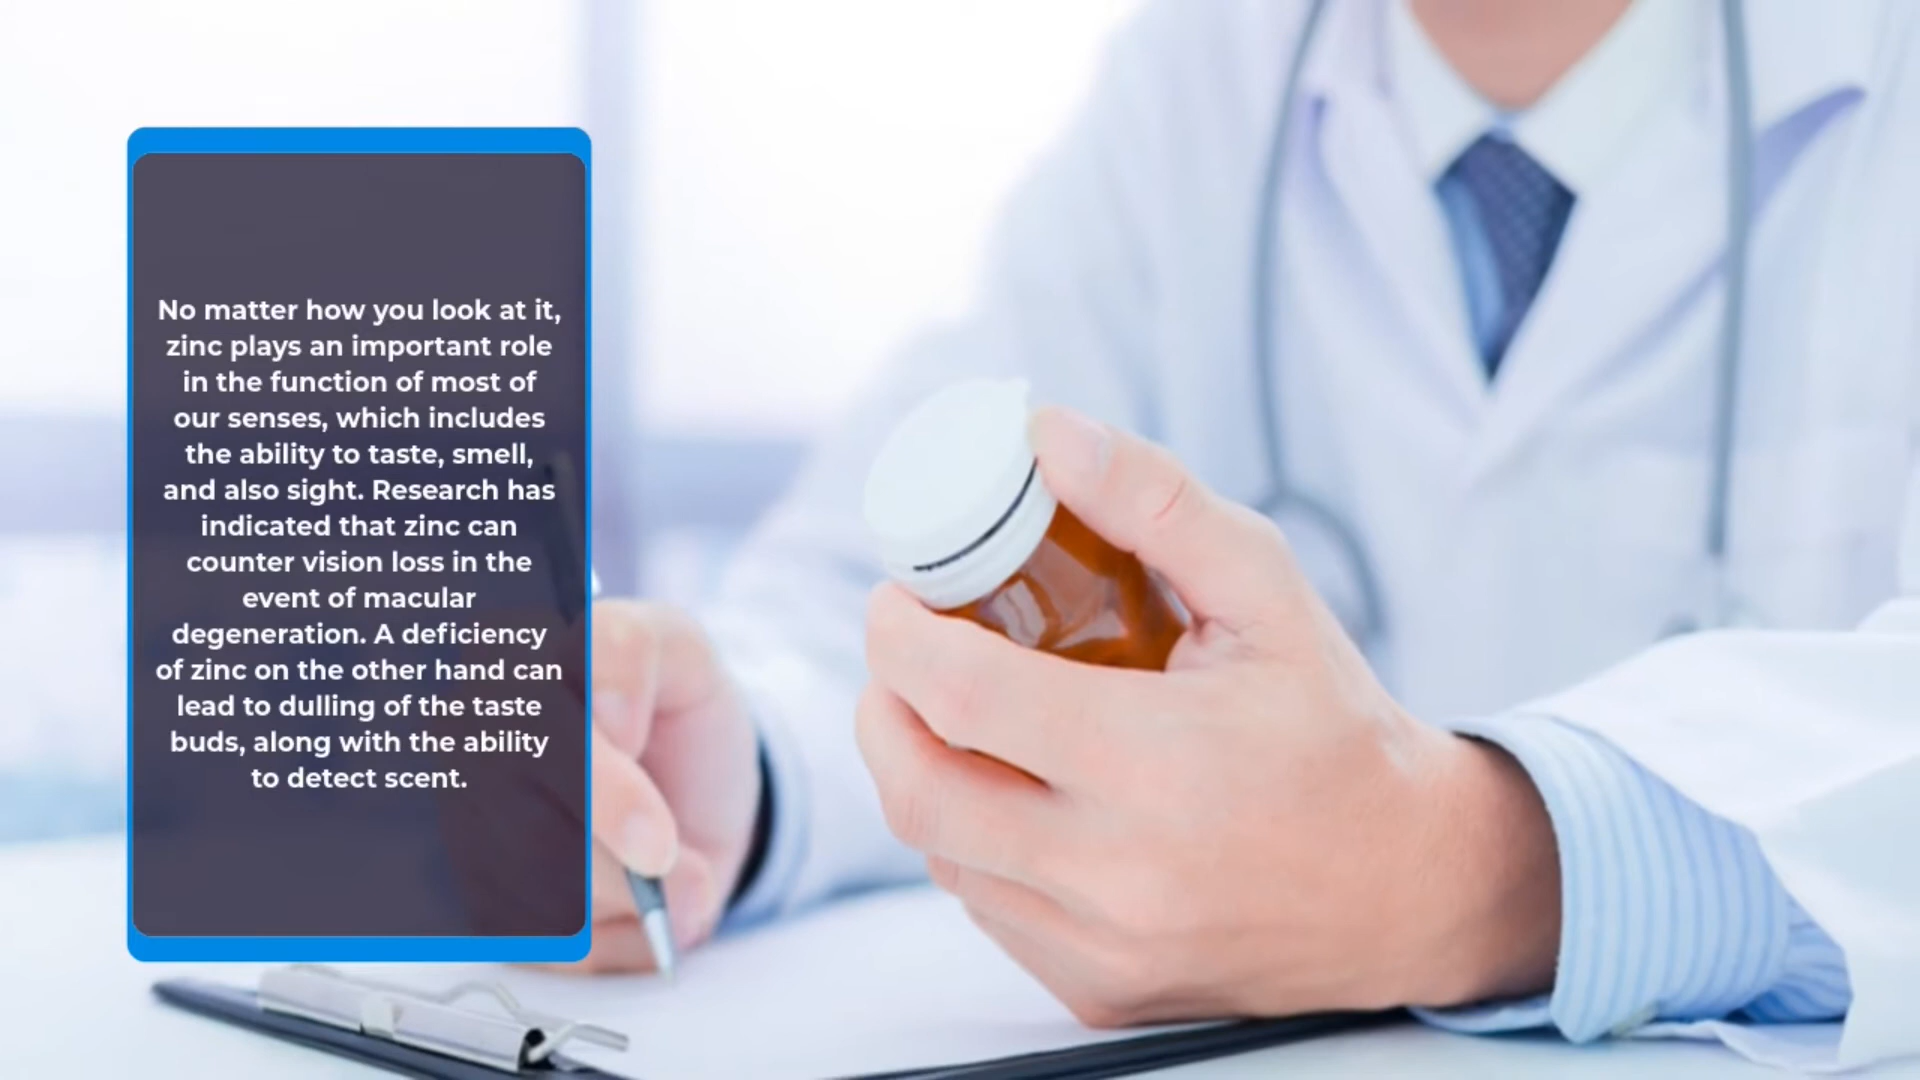 No matter how you look at it,
zinc plays an important role
in the function of most of
our senses, which includes
the ability to taste, smell,
and also sight. Research has
indicated that zinc can
counter vision loss in the
event of macular
degeneration. A deficiency
of zinc on the other hand can
lead to dulling of the taste
buds, along with the ability
to detect scent.